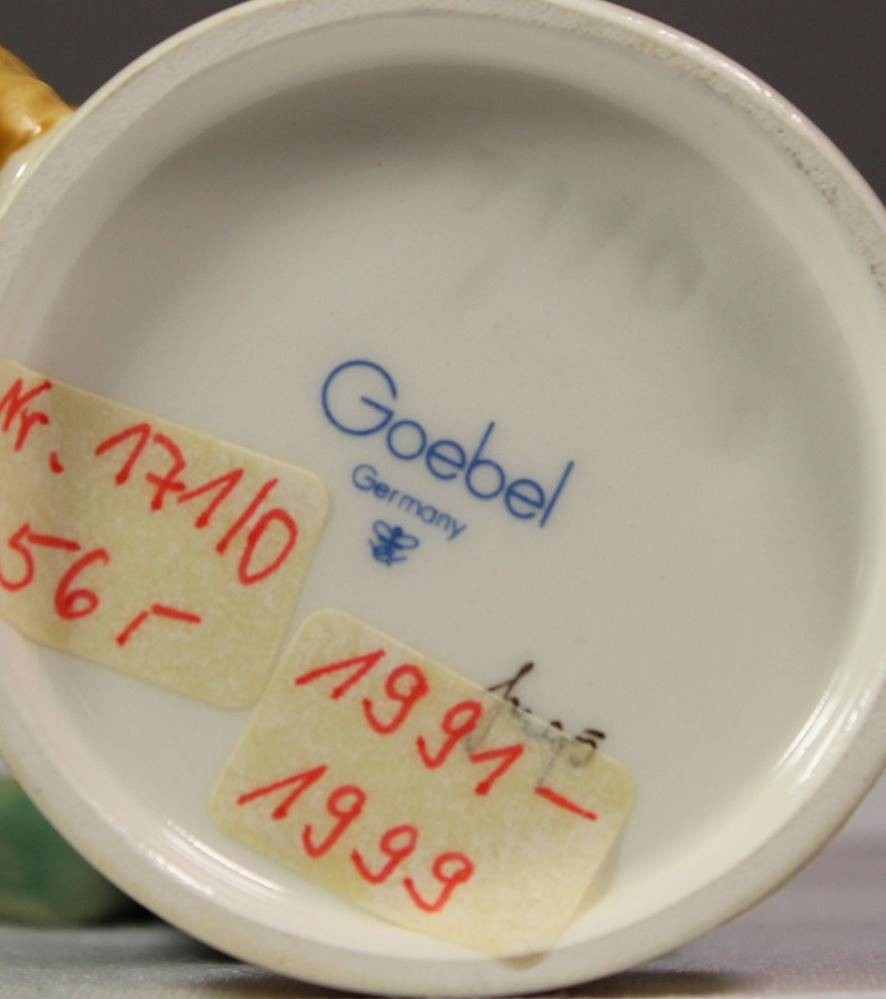 Goebel
Germany
Nr. 171/0
56,-
1991-
1999